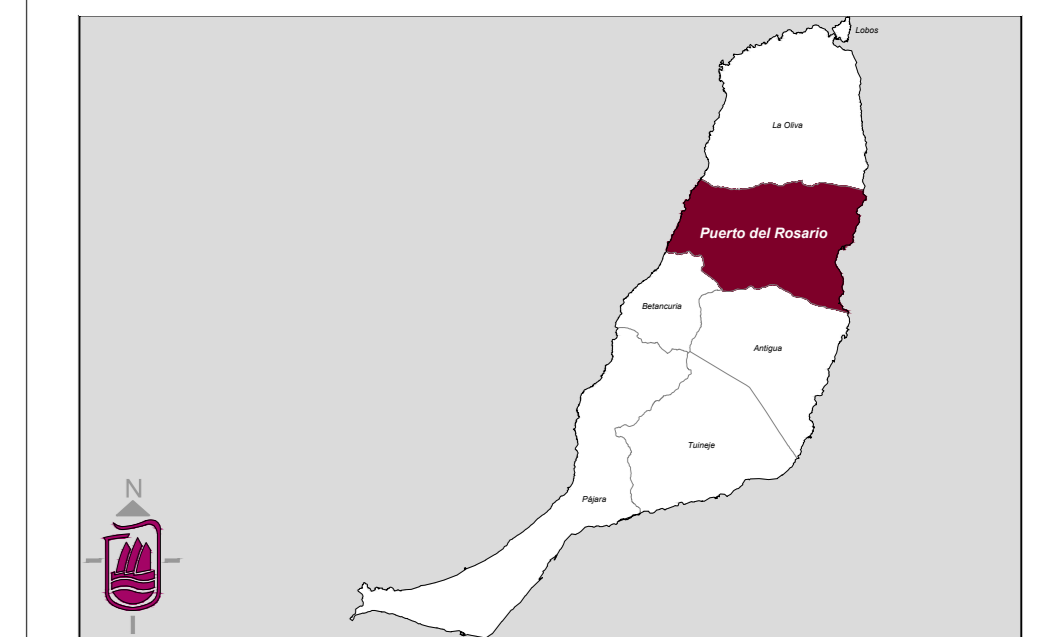 Lobos
La Oliva
Puerto del Rosario
Betancuria
Antigua
Tuineje
Pájara
N